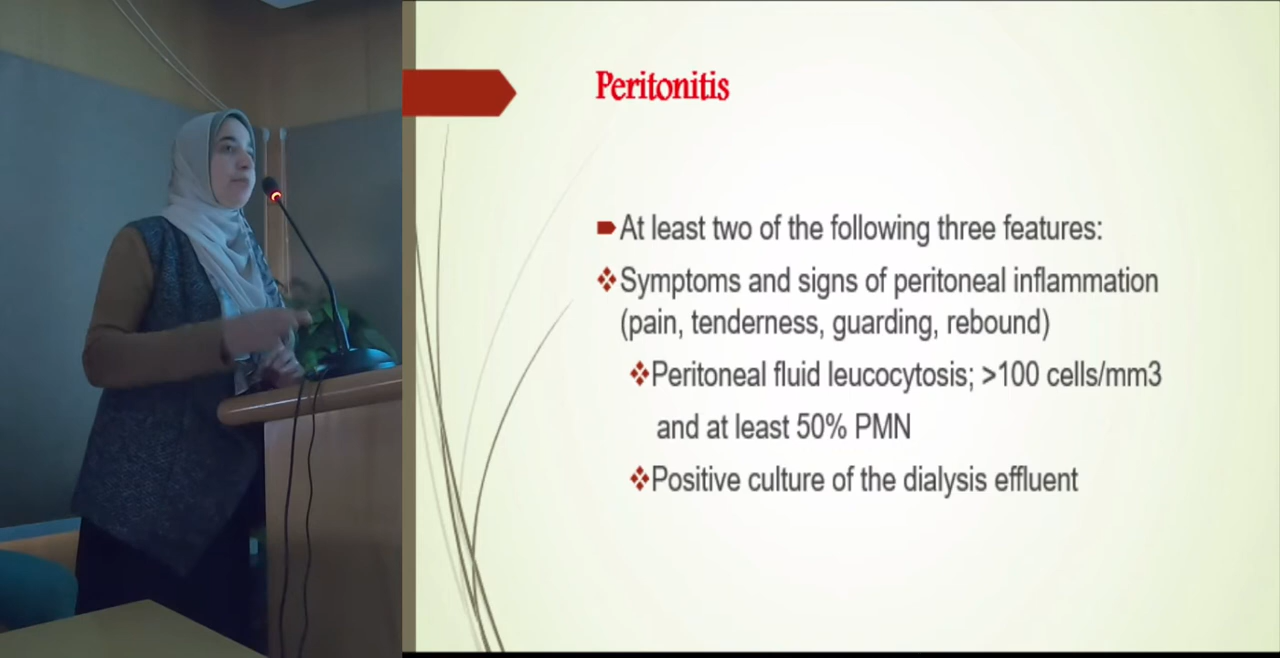 Peritonitis
At least two of the following three features:
Symptoms and signs of peritoneal inflammation
(pain, tenderness, guarding, rebound)
Peritoneal fluid leucocytosis; >100 cells/mm3
and at least 50% PMN
Positive culture of the dialysis effluent